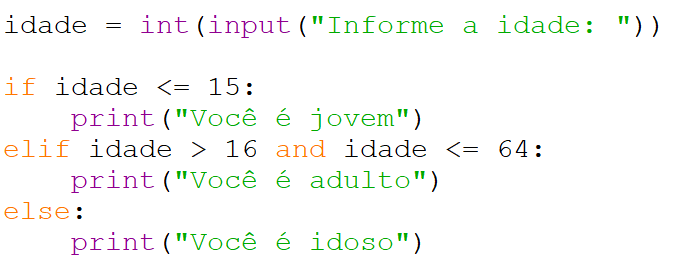 idade = int(input("Informe a idade: "))
if idade <= 15:
    print("Você é jovem")
elif idade > 16 and idade <= 64:
    print("Você é adulto")
else:
    print("Você é idoso")